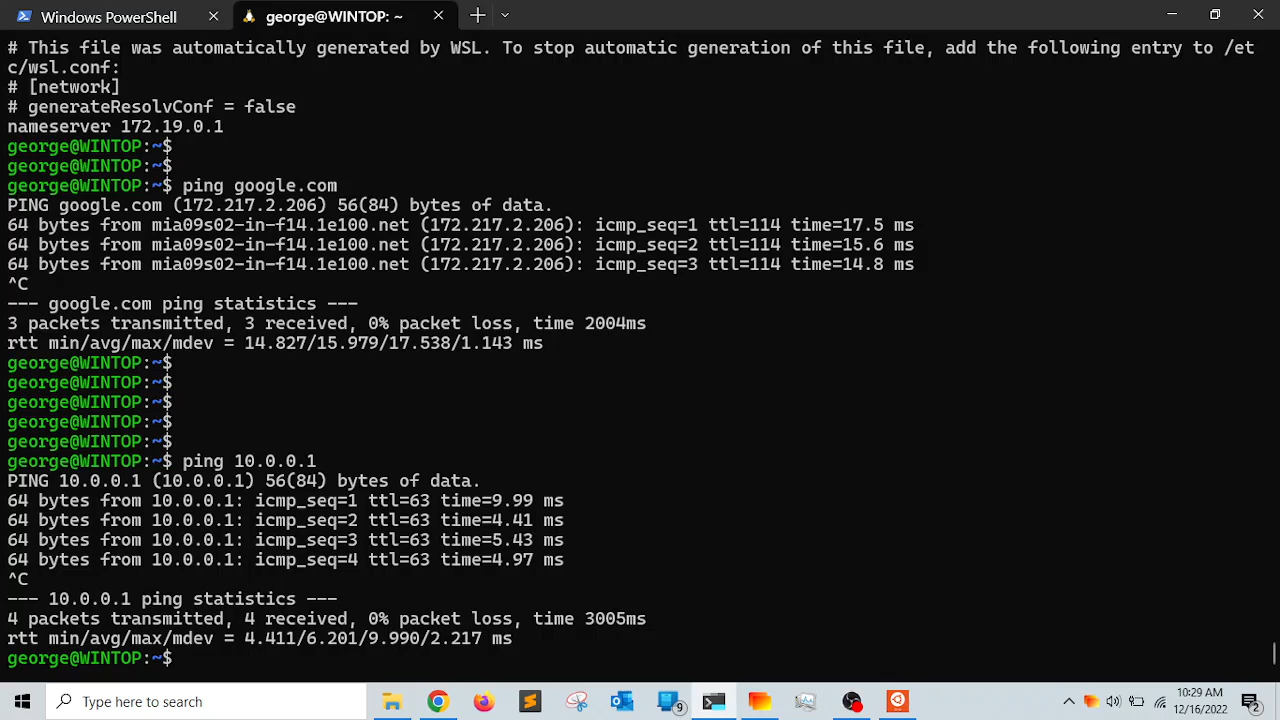 Windows PowerShell
george@WINTOP: ~
# This file was automatically generated by WSL. To stop automatic generation of this file, add the following entry to /et
c/wsl.conf:
# [network]
# generateResolvConf = false
nameserver 172.19.0.1
george@WINTOP:~$
george@WINTOP:~$
george@WINTOP:~$ ping google.com
PING google.com (172.217.2.206) 56(84) bytes of data.
64 bytes from mia09s02-in-f14.1e100.net (172.217.2.206): icmp_seq=1 ttl=114 time=17.5 ms
64 bytes from mia09s02-in-f14.1e100.net (172.217.2.206): icmp_seq=2 ttl=114 time=15.6 ms
64 bytes from mia09s02-in-f14.1e100.net (172.217.2.206): icmp_seq=3 ttl=114 time=14.8 ms
^C
--- google.com ping statistics ---
3 packets transmitted, 3 received, 0% packet loss, time 2004ms
rtt min/avg/max/mdev = 14.827/15.979/17.538/1.143 ms
george@WINTOP:~$
george@WINTOP:~$
george@WINTOP:~$
george@WINTOP:~$
george@WINTOP:~$
george@WINTOP:~$ ping 10.0.0.1
PING 10.0.0.1 (10.0.0.1) 56(84) bytes of data.
64 bytes from 10.0.0.1: icmp_seq=1 ttl=63 time=9.99 ms
64 bytes from 10.0.0.1: icmp_seq=2 ttl=63 time=4.41 ms
64 bytes from 10.0.0.1: icmp_seq=3 ttl=63 time=5.43 ms
64 bytes from 10.0.0.1: icmp_seq=4 ttl=63 time=4.97 ms
^C
--- 10.0.0.1 ping statistics ---
4 packets transmitted, 4 received, 0% packet loss, time 3005ms
rtt min/avg/max/mdev = 4.411/6.201/9.990/2.217 ms
george@WINTOP:~$
Type here to search
9
10:29 AM
12/16/2022
2